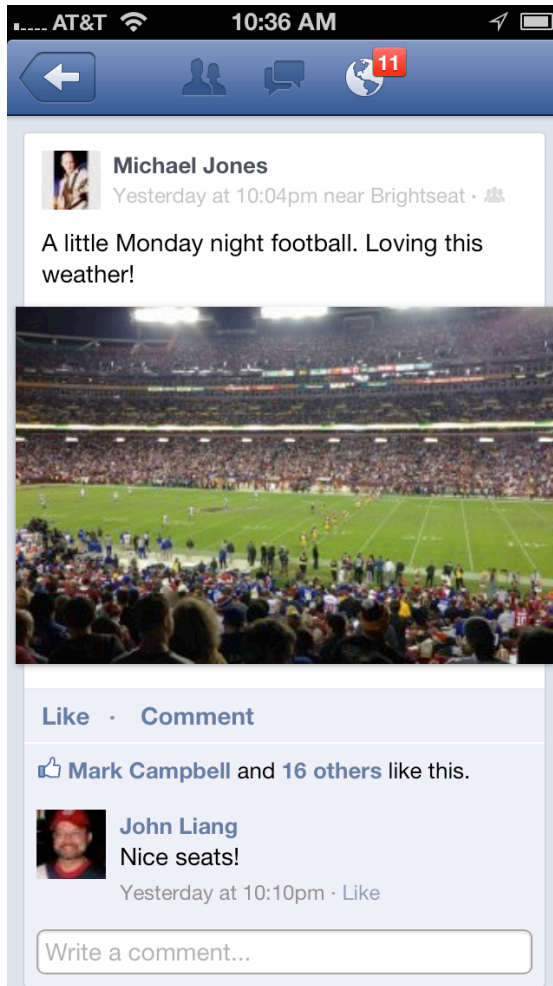 AT&T 10:36 AM
11
Michael Jones
Yesterday at 10:04pm near Brightseat ·
A little Monday night football. Loving this
weather!
Like · Comment
Mark Campbell and 16 others like this.
John Liang
Nice seats!
Yesterday at 10:10pm · Like
Write a comment...